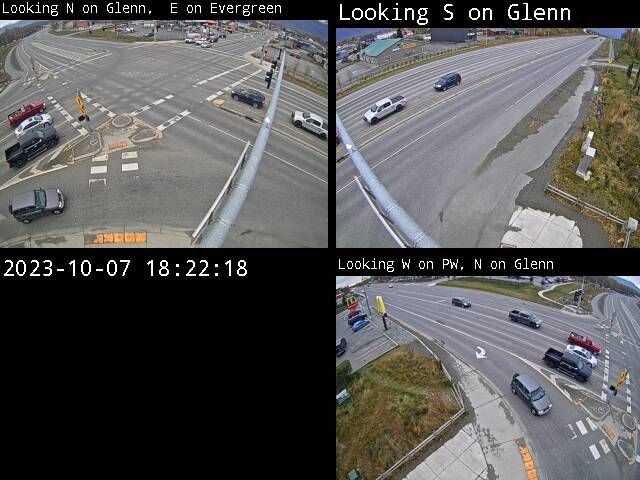 Looking N on Glenn,  E on Evergreen
Looking S on Glenn
2023-10-07 18:22:18
Looking W on PW, N on Glenn